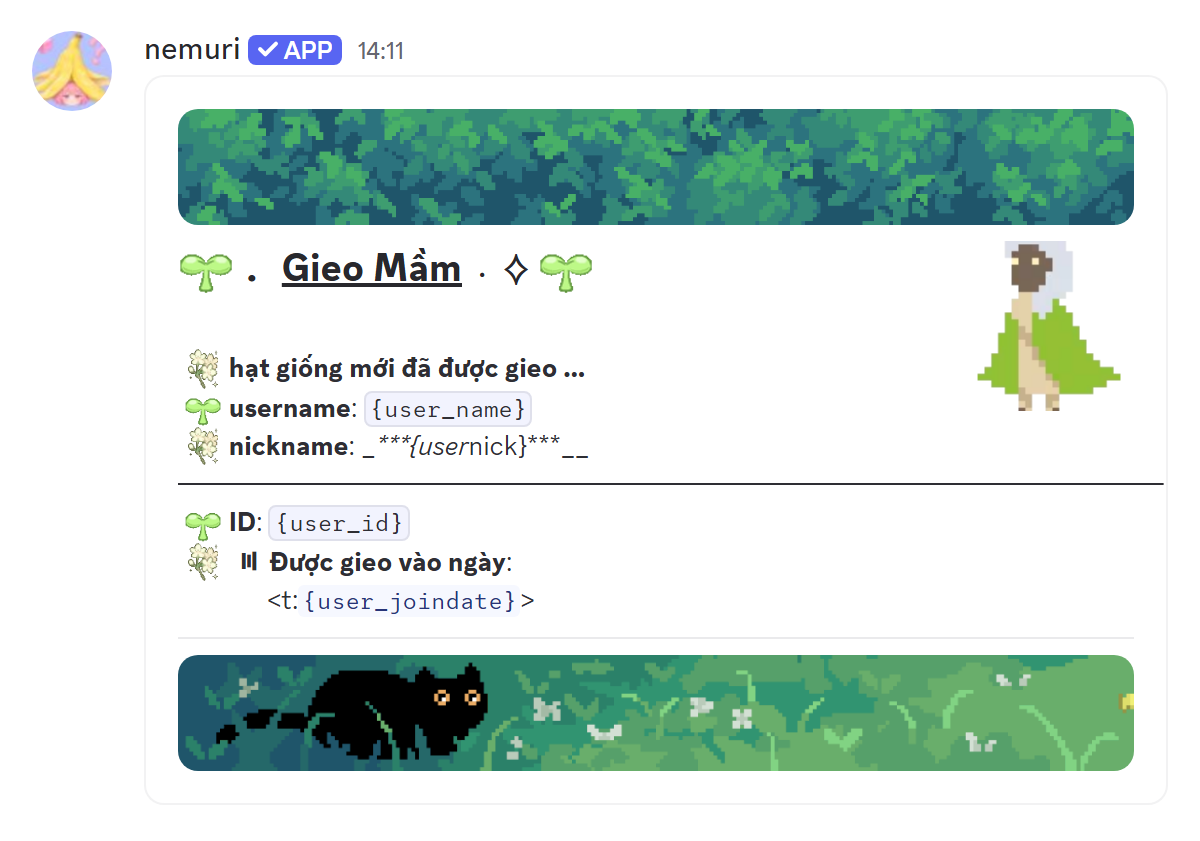 nemuri ✓ APP 14:11
. Gieo Mầm · ✧
hạt giống mới đã được gieo ...
username: {user_name}
nickname: _***{usernick}***__
ID: {user_id}
Được gieo vào ngày:
<t:{user_joindate}>